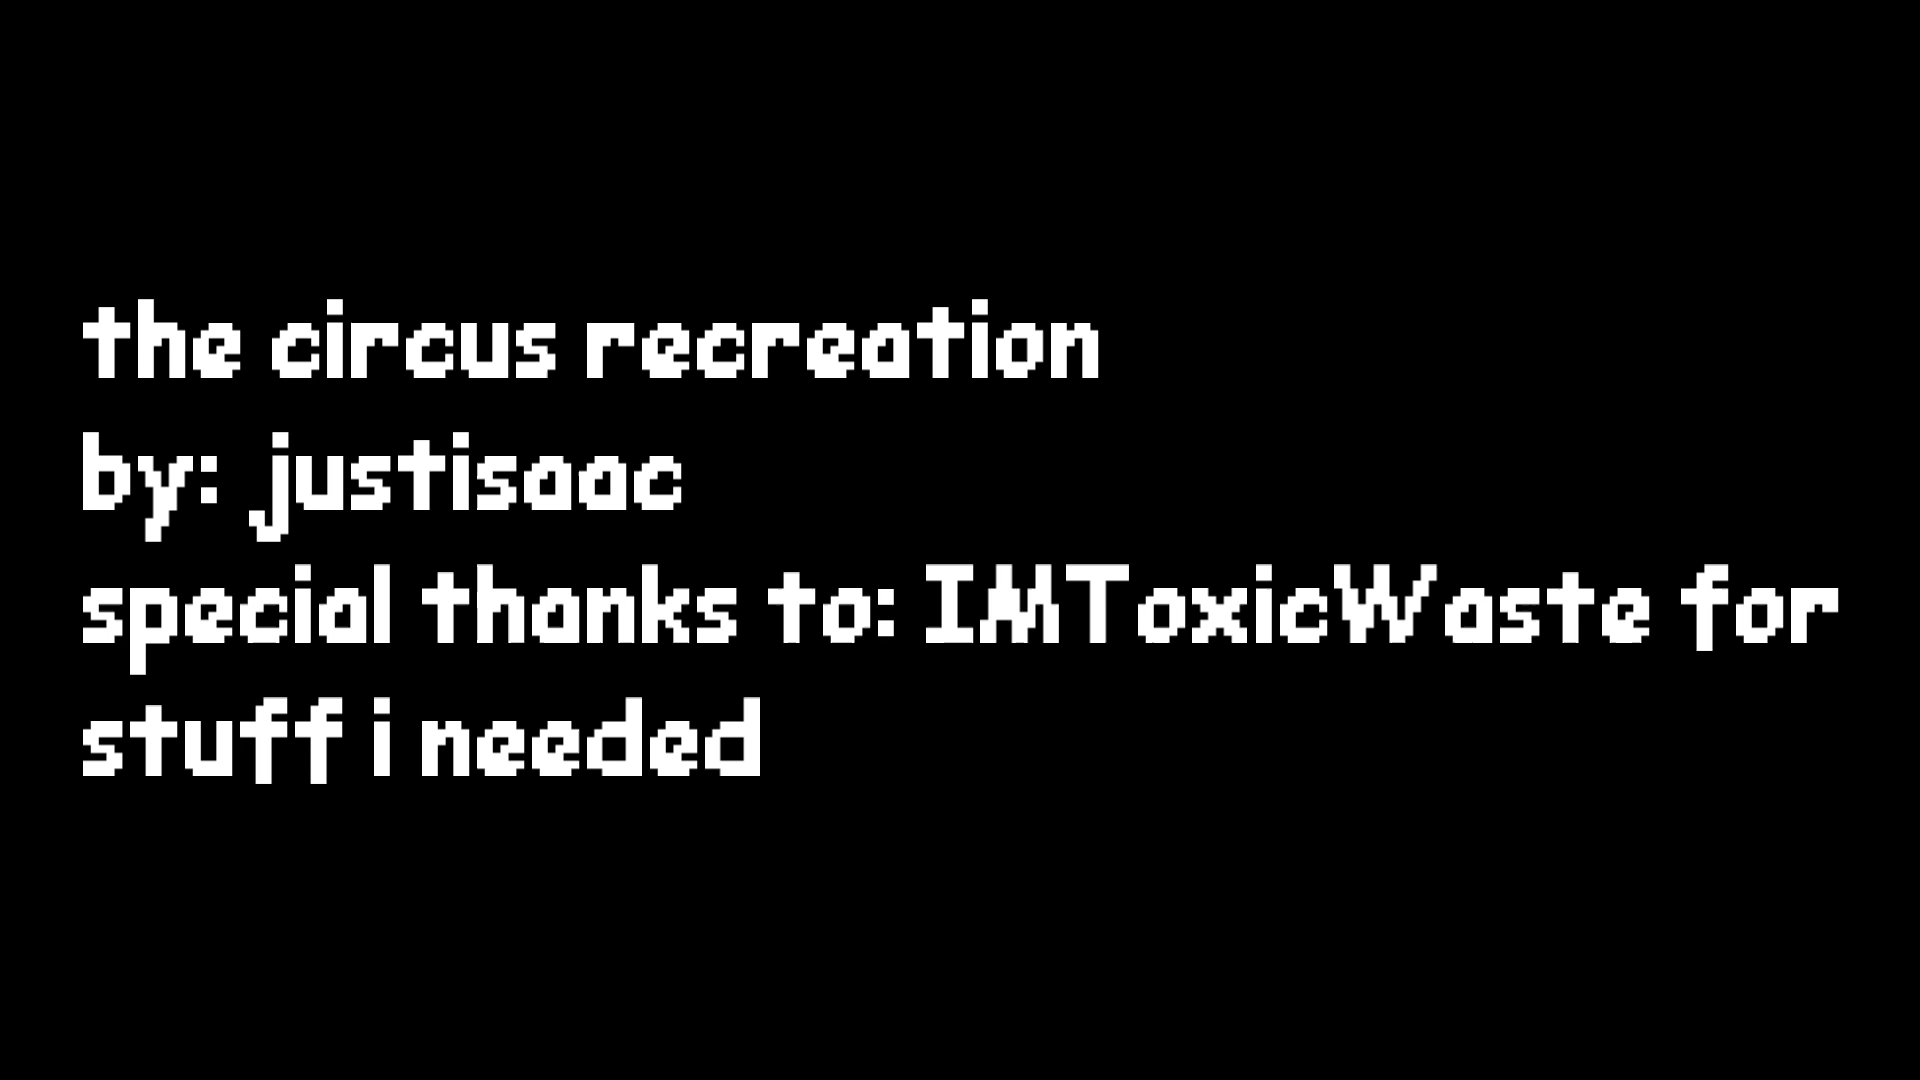 the circus recreation
by: justisaac
special thanks to: IMToxicWaste for
stuff i needed